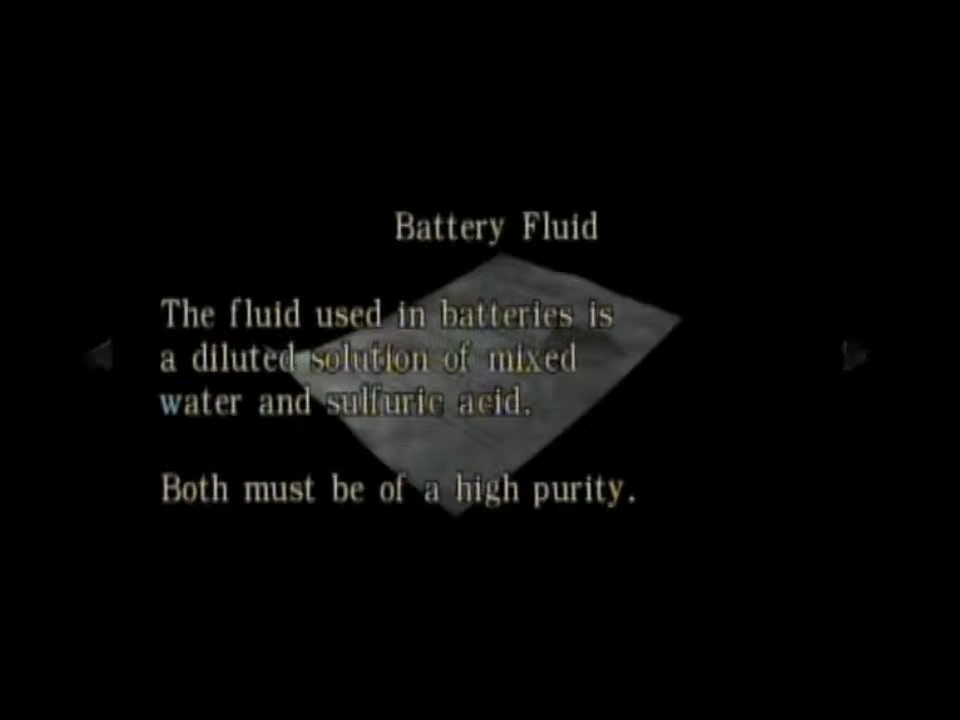 Battery Fluid
The fluid used in batteries is
a diluted solution of mixed
water and sulfuric acid.
Both must be of a high purity.